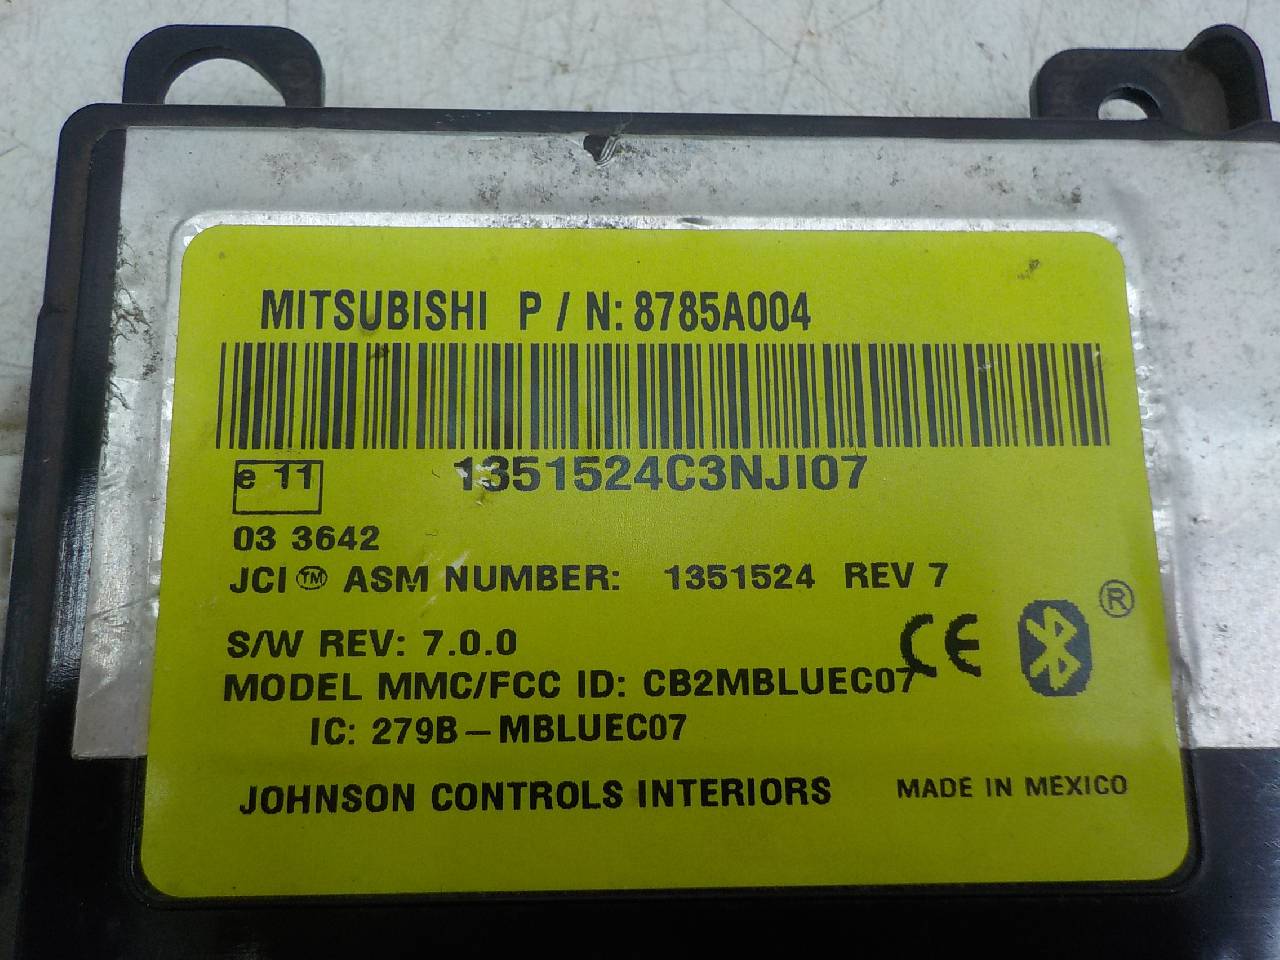 MITSUBISHI P / N: 8785A004
1351524C3NJI07
e 11
03 3642
JCI™ ASM NUMBER: 1351524 REV 7
S/W REV: 7.0.0
CE ®
MODEL MMC/FCC ID: CB2MBLUEC07
IC: 279B-MBLUEC07
JOHNSON CONTROLS INTERIORS MADE IN MEXICO